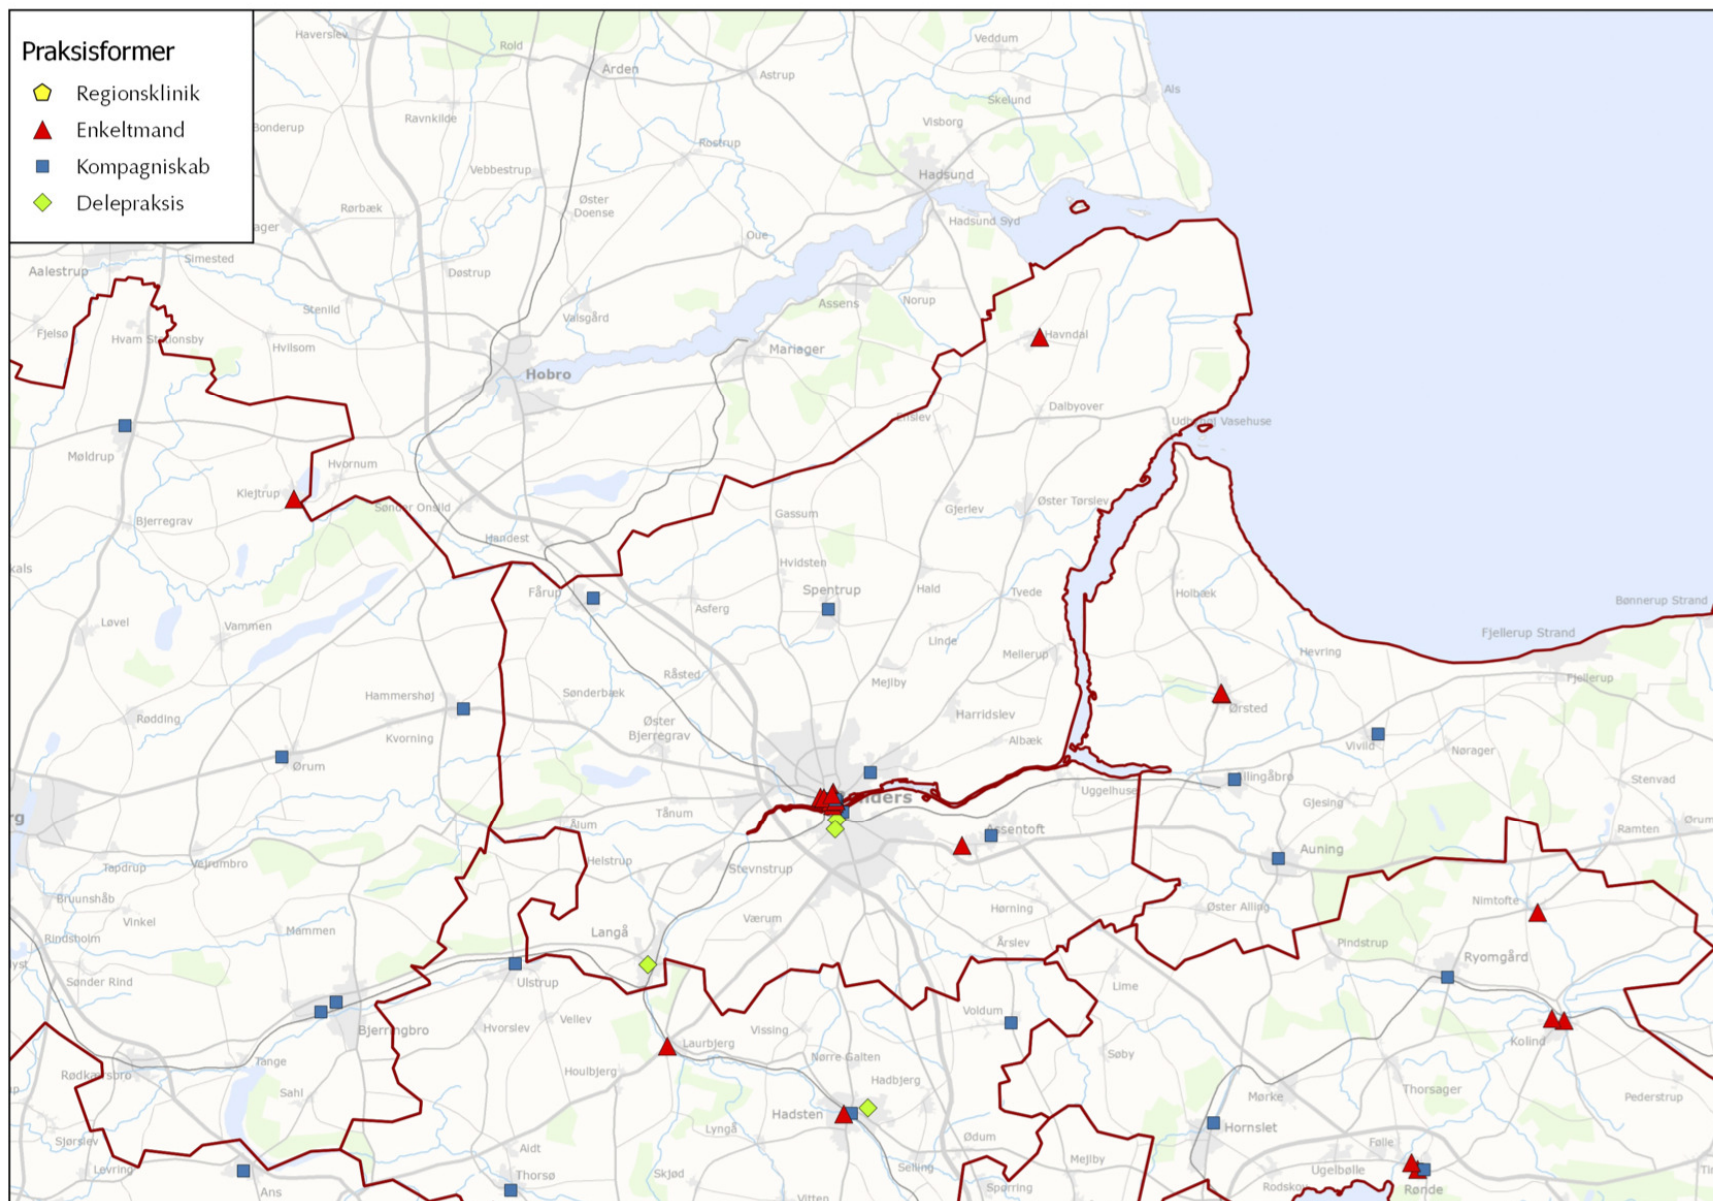 Praksisformer
Regionsklinik
Enkeltmand
Kompagniskab
Delepraksis
Haverslev
Rold
Veddum
Arden
Astrup
Skelund
Als
Bonderup
Ravnkilde
Visborg
Rostrup
Vebbestrup
Hadsund
Rørbæk
Øster
Doense
Hadsund Syd
Simested
Oue
Aalestrup
Døstrup
Stenild
Assens
Norup
Valsgård
Fjelsø
Hvam Stationsby
Hvilsom
Havndal
Mariager
Hobro
Dalbyover
Møldrup
Hvornum
Klejtrup
Sønder Onsild
Øster Tørslev
Gjerlev
Gassum
Bjerregrav
Handest
Hvidsten
Fårup
Spentrup
Hald
Tvede
Holbæk
Asferg
Bønnerup Strand
Løvel
Vammen
Linde
Fjellerup Strand
Mellerup
Hevring
Råsted
Mejlby
Fjellerup
Hammershøj
Sønderbæk
Ørsted
Rødding
Øster
Bjerregrav
Harridslev
Kvorning
Albæk
Vivild
Nørager
Ørum
Stenvad
Uggelhuse
Gjesing
Tånum
Ålum
Assentoft
Ramten
Auning
Tapdrup
Vejrumbro
Helstrup
Stevnstrup
Bruunshåb
Nimtofte
Vinkel
Mammen
Værum
Hørning
Øster Alling
Rindsholm
Langå
Årslev
Pindstrup
Ryomgård
Sønder Rind
Ulstrup
Lime
Vellev
Voldum
Bjerringbro
Hvorslev
Vissing
Laurbjerg
Kolind
Søby
Nørre Galten
Tange
Rødkærsbro
Houlbjerg
Hadbjerg
Thorsager
Sahl
Mørke
Pederstrup
Hadsten
Lyngå
Hornslet
Sjørslev
Ødum
Aidt
Følle
Mejlby
Levring
Selling
Ugelbølle
Thorsø
Skjød
Ans
Spørring
Rodskov
Rønde
Vitten